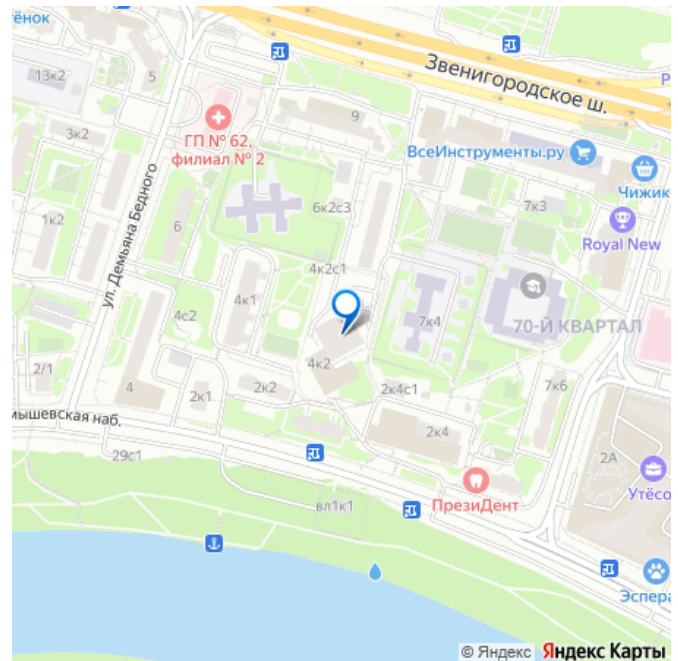 ёнок
13к2
5
Звенигородское ш.
Р
3к2
ГП № 62,
филиал № 2
9
ВсеИнструменты.ру
Чижик
ул. Демьяна Бедного
1к2
6
6к2с3
7к3
Royal New
4к2с1
4к1
4с2
7к4
70-Й КВАРТАЛ
2/1
4
2к1
2к2
4к2
2к4с1
7к6
мышевская наб.
2к4
29с1
2А
Утёсо
ПрезиДент
вл1к1
Эспера
© Яндекс Яндекс Карты